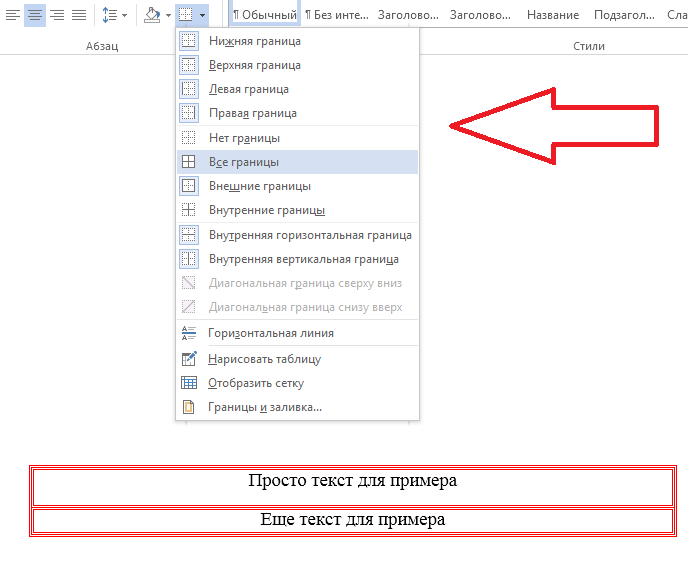 ¶ Обычный ¶ Без инте... Заголово... Заголово... Название Подзагол... Сла
Абзац Стили
Нижняя граница
Верхняя граница
Левая граница
Правая граница
Нет границы
Все границы
Внешние границы
Внутренние границы
Внутренняя горизонтальная граница
Внутренняя вертикальная граница
Диагональная граница сверху вниз
Диагональная граница снизу вверх
Горизонтальная линия
Нарисовать таблицу
Отобразить сетку
Границы и заливка...
Просто текст для примера
Еще текст для примера